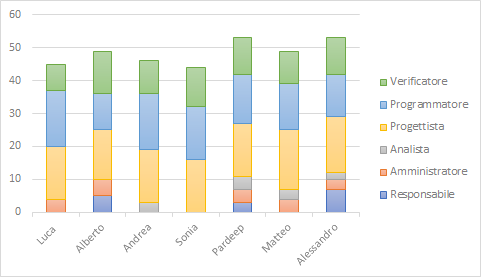 60
50
40
30
20
10
0
Luca
Alberto
Andrea
Sonia
Pardeep
Matteo
Alessandro
Verificatore
Programmatore
Progettista
Analista
Amministratore
Responsabile